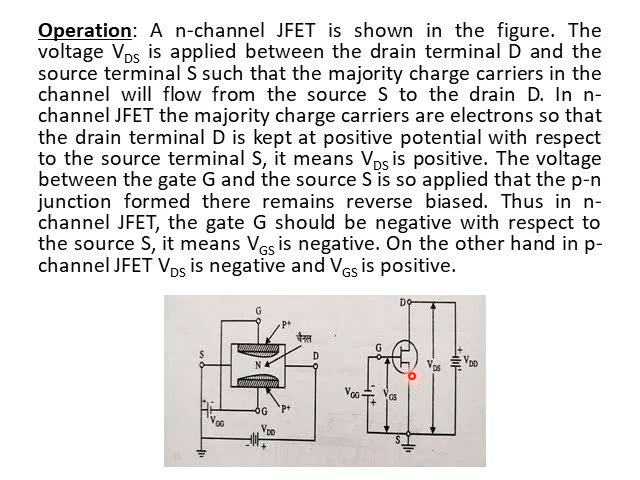 Operation: A n-channel JFET is shown in the figure. The
voltage VDS is applied between the drain terminal D and the
source terminal S such that the majority charge carriers in the
channel will flow from the source S to the drain D. In n-
channel JFET the majority charge carriers are electrons so that
the drain terminal D is kept at positive potential with respect
to the source terminal S, it means VDS is positive. The voltage
between the gate G and the source S is so applied that the p-n
junction formed there remains reverse biased. Thus in n-
channel JFET, the gate G should be negative with respect to
the source S, it means VGS is negative. On the other hand in p-
channel JFET VDS is negative and VGS is positive.
G
P+
चैनल
S
N
D
G
P+
VGG
VDD
- +
D
G
VDS
+
-
VDD
VGG
-
+
VGS
S